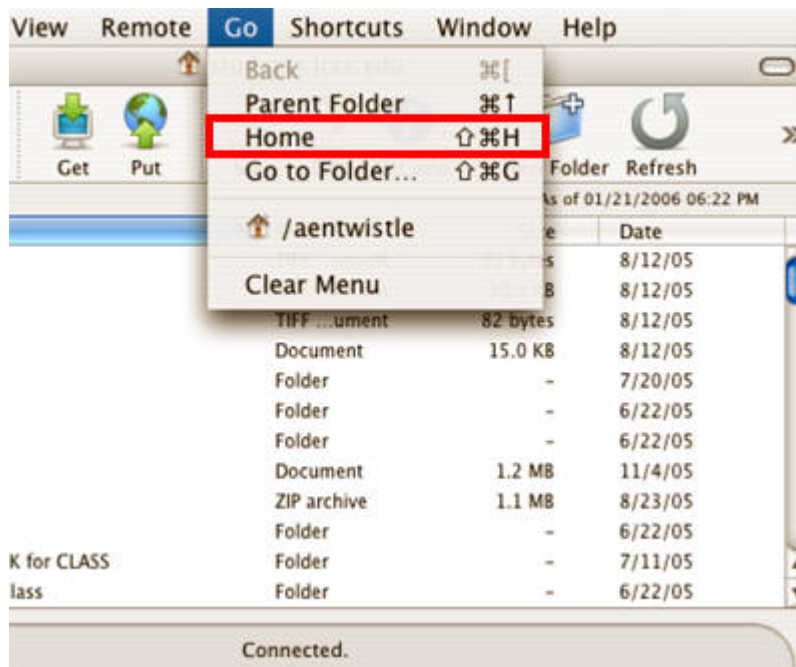 View Remote Go Shortcuts Window Help
Back ⌘[
Parent Folder ⌘↑
Home ⇧⌘H
Get Put Go to Folder... ⇧⌘G Folder Refresh
As of 01/21/2006 06:22 PM
/aentwistle
Date
8/12/05
Clear Menu 8/12/05
TIFF ...ument 82 bytes 8/12/05
Document 15.0 KB 8/12/05
Folder - 7/20/05
Folder - 6/22/05
Folder - 6/22/05
Document 1.2 MB 11/4/05
ZIP archive 1.1 MB 8/23/05
Folder - 6/22/05
K for CLASS Folder - 7/11/05
lass Folder - 6/22/05
Connected.